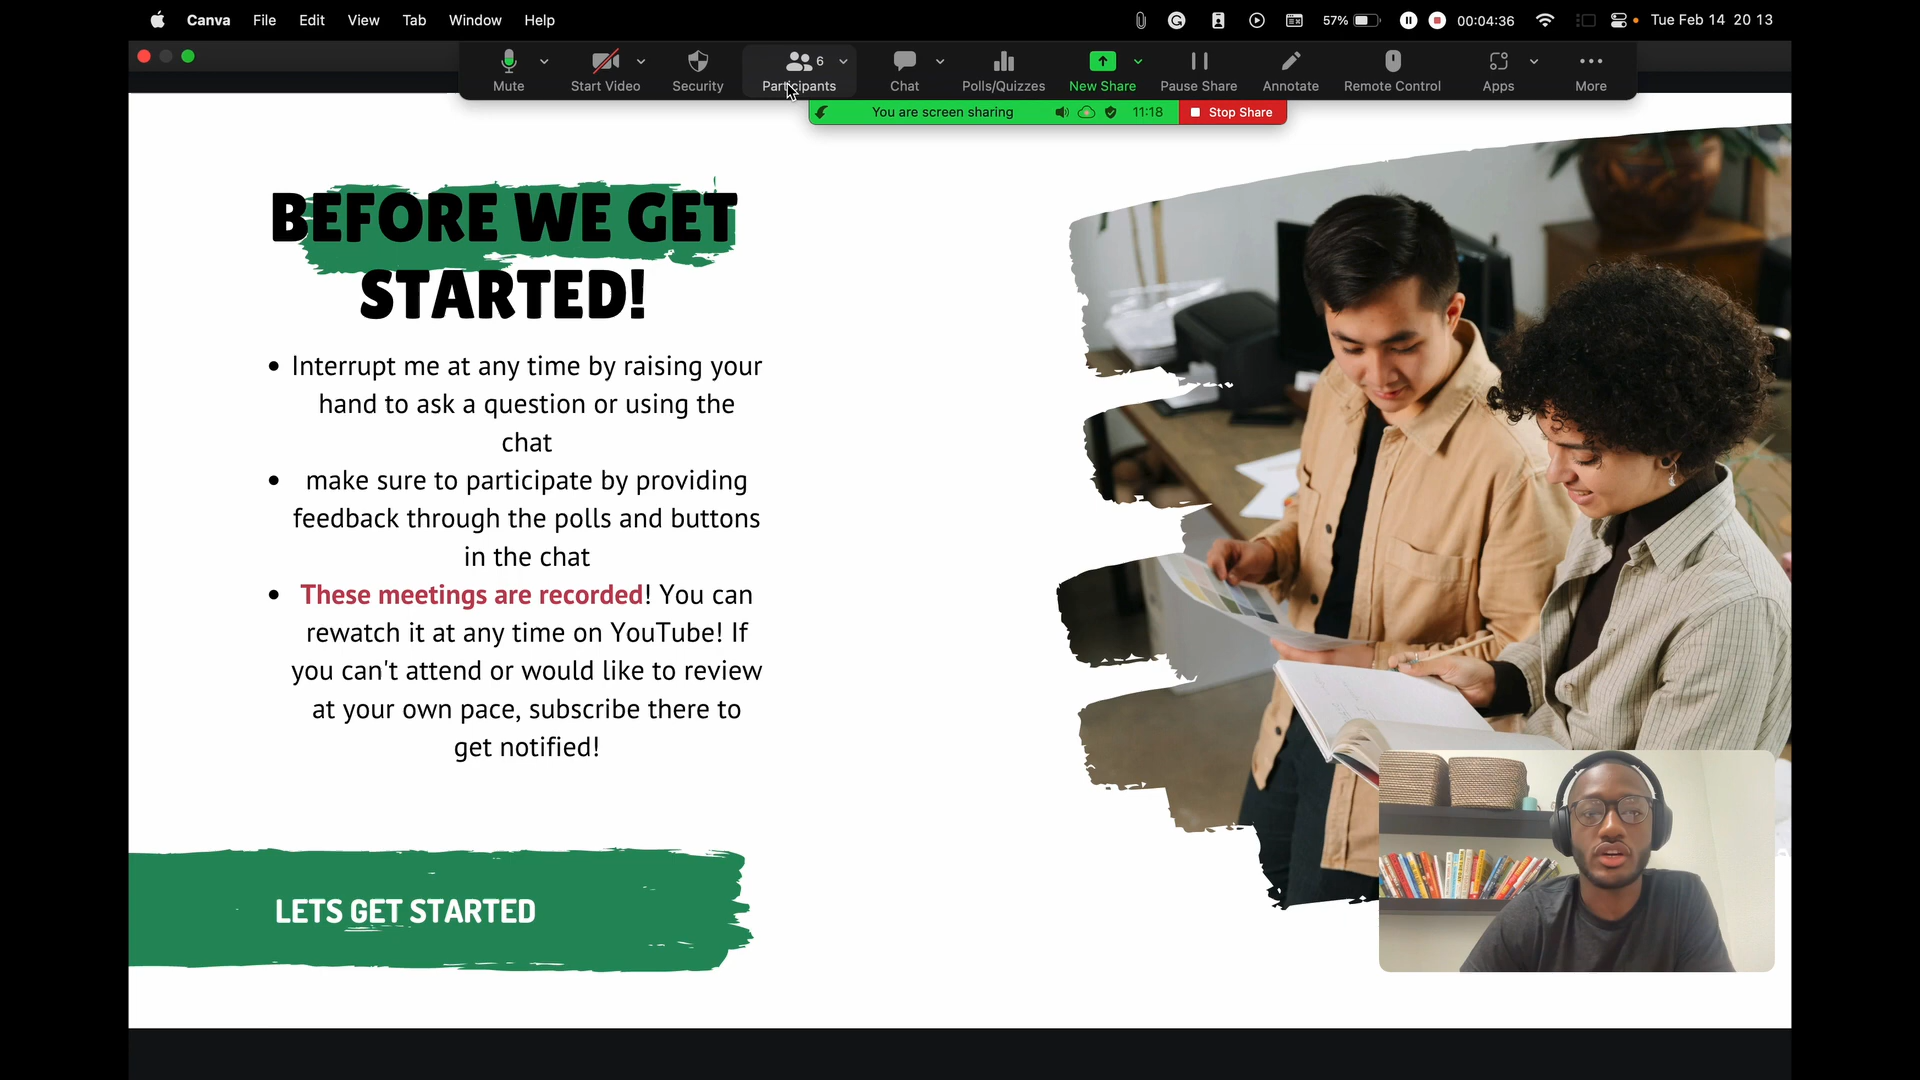 Canva File Edit View Tab Window Help 57% 00:04:36 Tue Feb 14 20 13
Mute Start Video Security Participants 6 Chat Polls/Quizzes New Share Pause Share Annotate Remote Control Apps More
You are screen sharing 11:18 Stop Share
BEFORE WE GET
STARTED!
• Interrupt me at any time by raising your
hand to ask a question or using the
chat
• make sure to participate by providing
feedback through the polls and buttons
in the chat
• These meetings are recorded! You can
rewatch it at any time on YouTube! If
you can't attend or would like to review
at your own pace, subscribe there to
get notified!
LETS GET STARTED